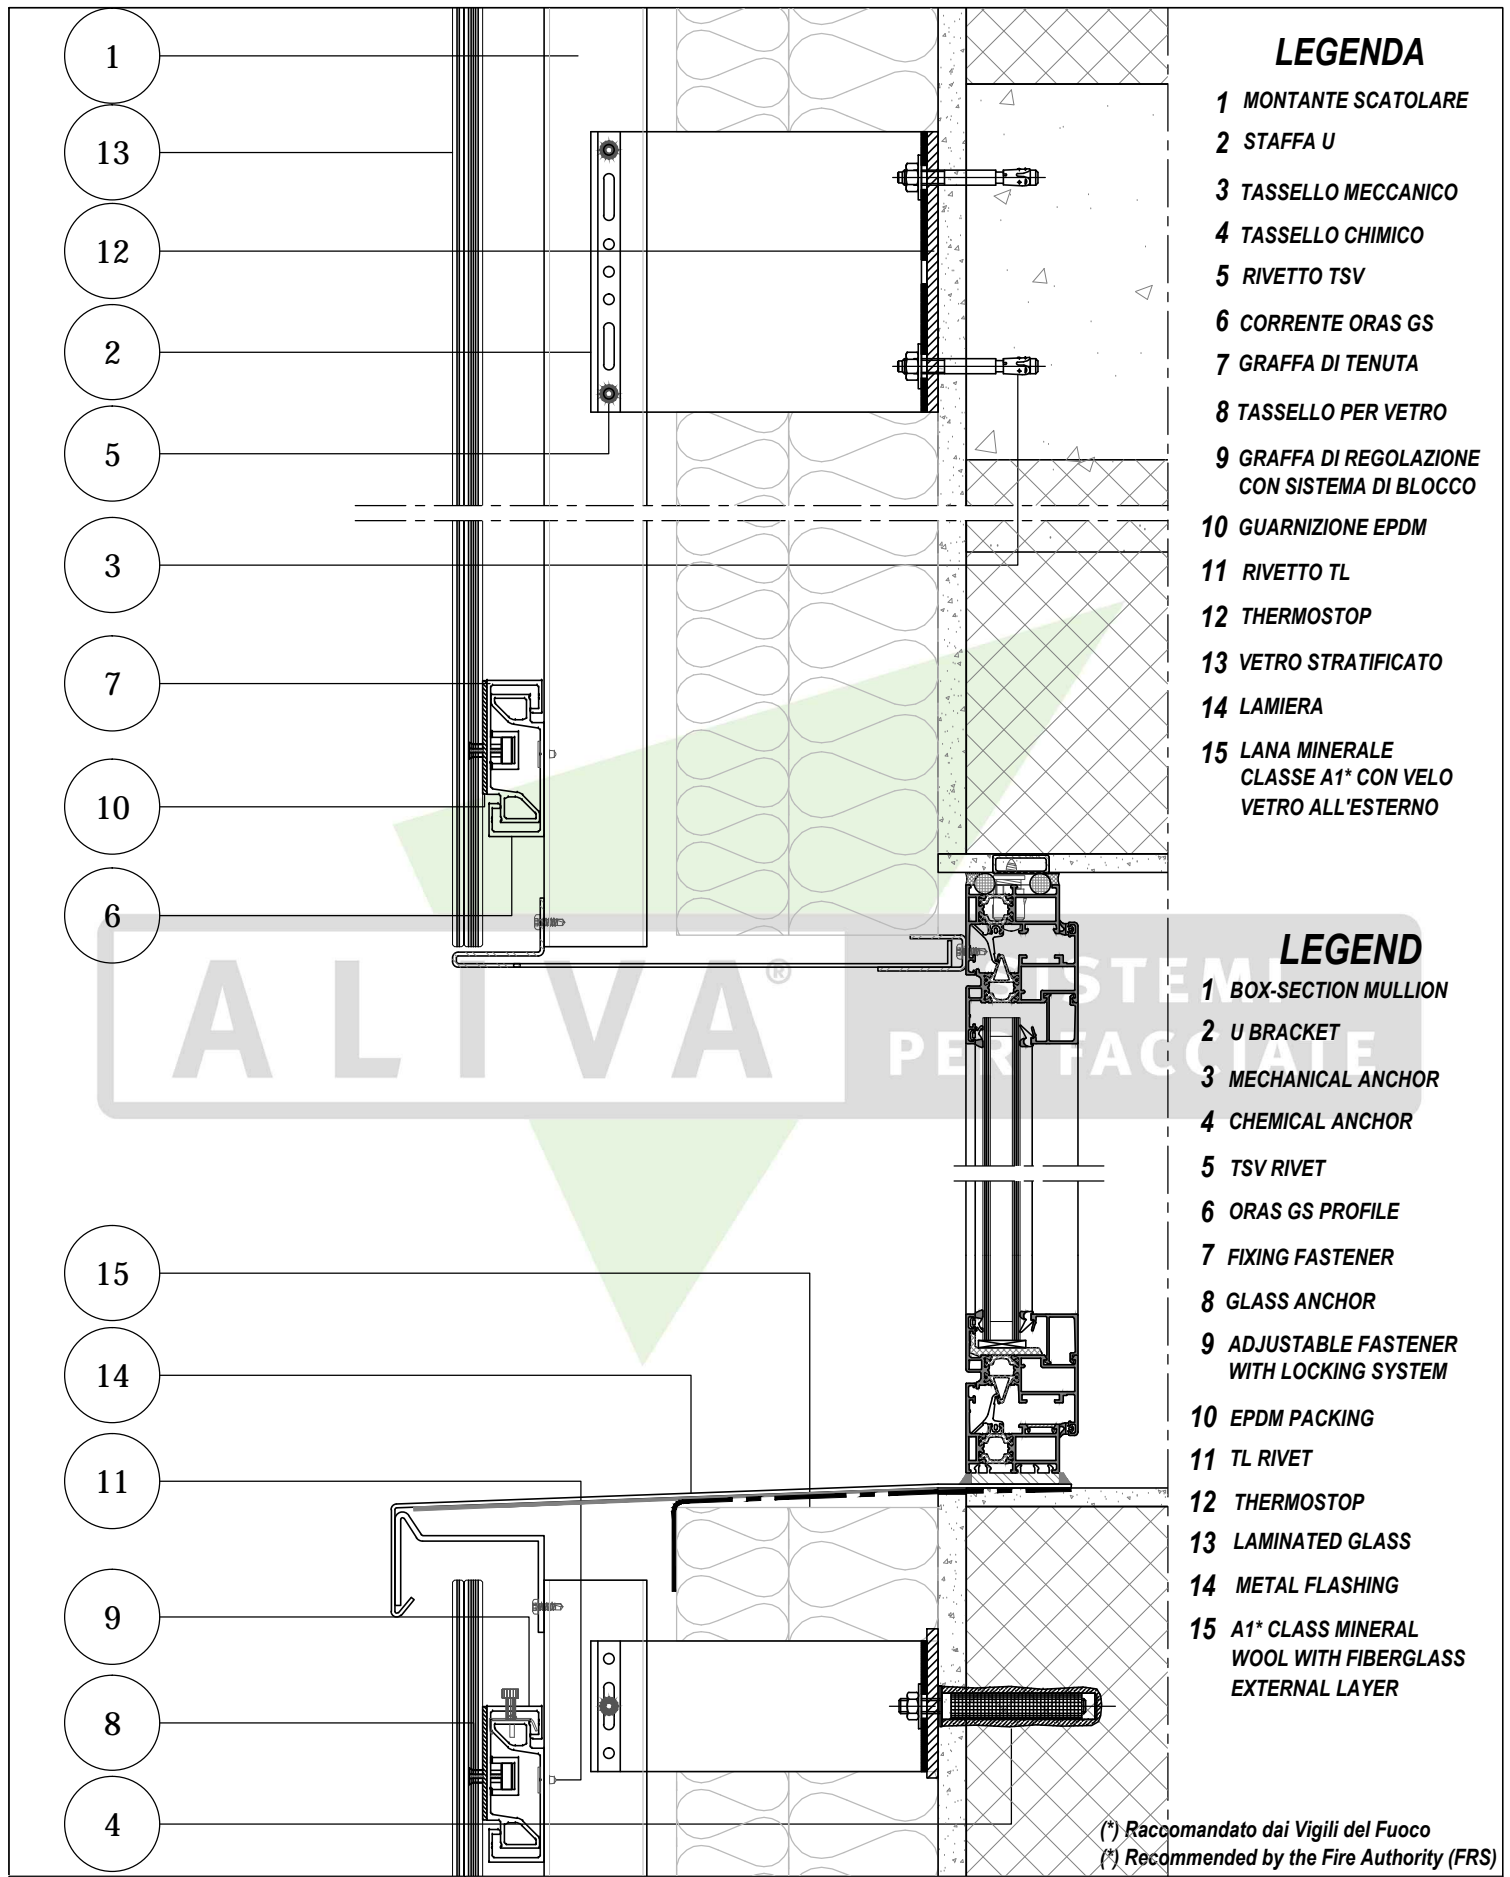 1
13
12
2
5
3
7
10
6
15
14
11
9
8
4
LEGENDA
1 MONTANTE SCATOLARE
2 STAFFA U
3 TASSELLO MECCANICO
4 TASSELLO CHIMICO
5 RIVETTO TSV
6 CORRENTE ORAS GS
7 GRAFFA DI TENUTA
8 TASSELLO PER VETRO
9 GRAFFA DI REGOLAZIONE
CON SISTEMA DI BLOCCO
10 GUARNIZIONE EPDM
11 RIVETTO TL
12 THERMOSTOP
13 VETRO STRATIFICATO
14 LAMIERA
15 LANA MINERALE
CLASSE A1* CON VELO
VETRO ALL'ESTERNO
ALIVA®
SISTEMI
PER FACCIATE
LEGEND
1 BOX-SECTION MULLION
2 U BRACKET
3 MECHANICAL ANCHOR
4 CHEMICAL ANCHOR
5 TSV RIVET
6 ORAS GS PROFILE
7 FIXING FASTENER
8 GLASS ANCHOR
9 ADJUSTABLE FASTENER
WITH LOCKING SYSTEM
10 EPDM PACKING
11 TL RIVET
12 THERMOSTOP
13 LAMINATED GLASS
14 METAL FLASHING
15 A1* CLASS MINERAL
WOOL WITH FIBERGLASS
EXTERNAL LAYER
(*) Raccomandato dai Vigili del Fuoco
(*) Recommended by the Fire Authority (FRS)